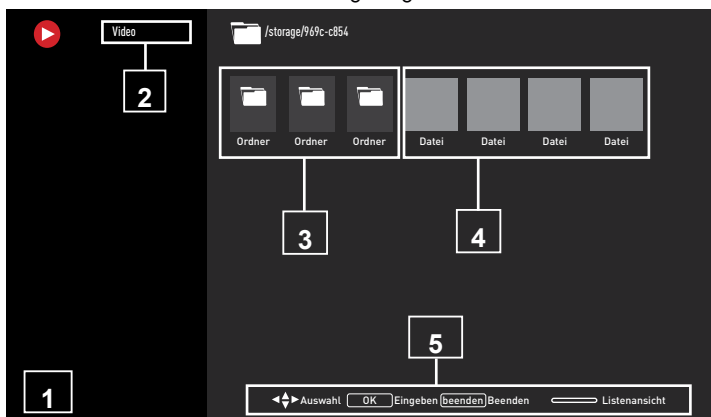 Video
/storage/969c-c854
2
Ordner Ordner Ordner Datei Datei Datei Datei
3
4
5
1
Auswahl OK Eingeben beenden Beenden Listenansicht